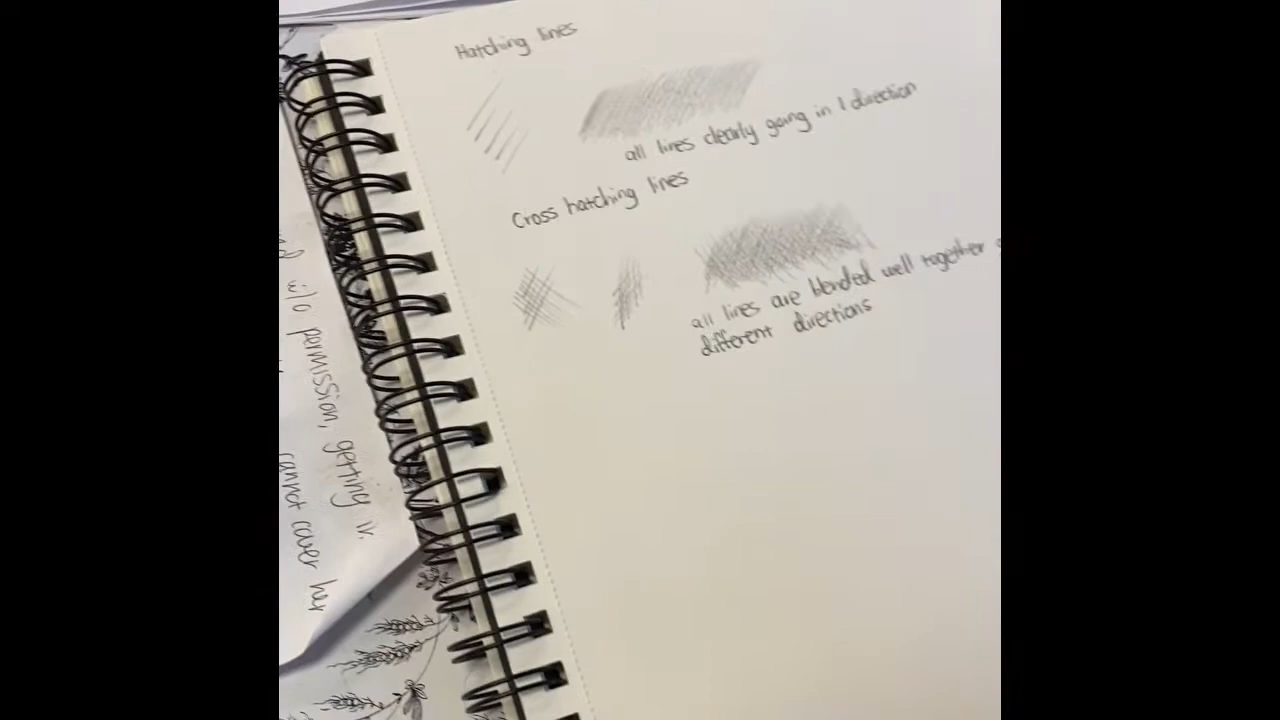 Hatching lines
all lines clearly going in 1 direction
Cross hatching lines
all lines are blended well together
different directions
w/o permission, getting
cannot cover her